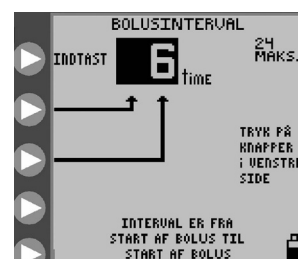 BOLUSINTERVAL
24
MAKS.
INDTAST 6 time
TRYK PÅ
KNAPPER
i VENSTRE
SIDE
INTERVAL ER FRA
START AF BOLUS TIL
START AF BOLUS